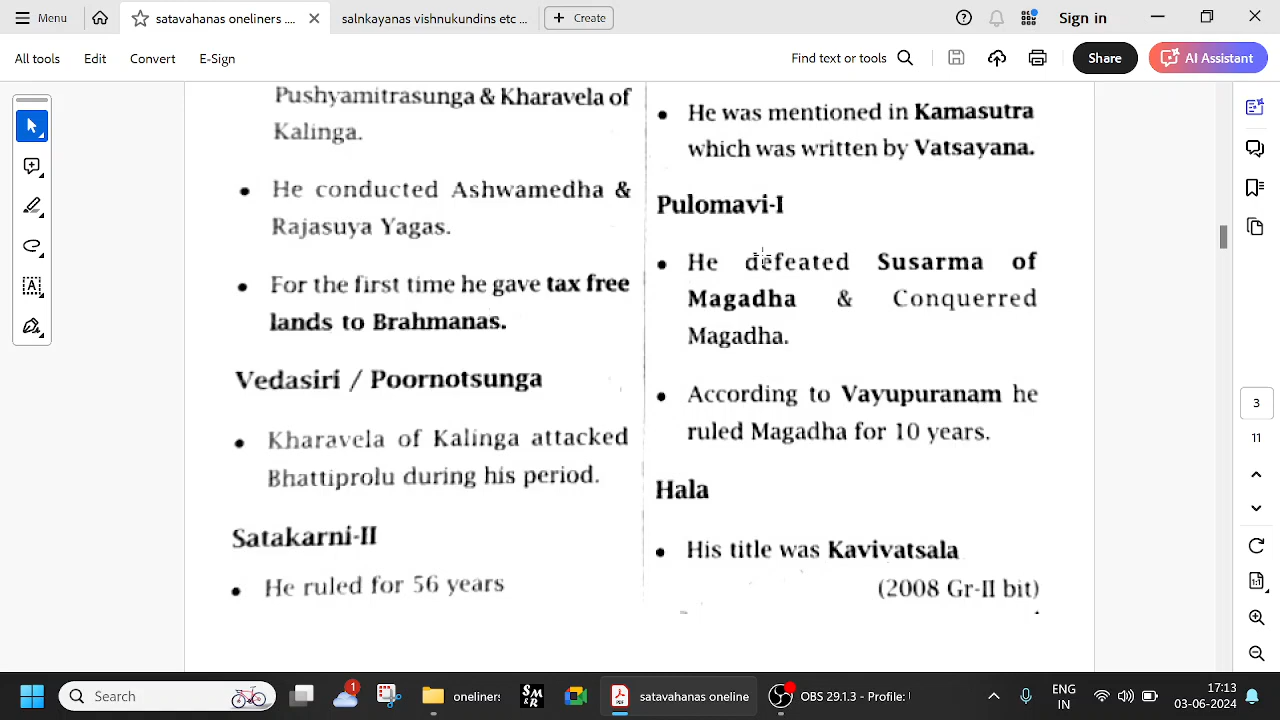 Menu
satavahanas oneliners ...
salnkayanas vishnukundins etc ...
Create
Sign in
All tools
Edit
Convert
E-Sign
Find text or tools
Share
AI Assistant
Pushyamitrasunga & Kharavela of
Kalinga.
• He conducted Ashwamedha &
Rajasuya Yagas.
• For the first time he gave tax free
lands to Brahmanas.
Vedasiri / Poornotsunga
• Kharavela of Kalinga attacked
Bhattiprolu during his period.
Satakarni-II
• He ruled for 56 years
• He was mentioned in Kamasutra
which was written by Vatsayana.
Pulomavi-I
• He defeated Susarma of
Magadha & Conquerred
Magadha.
• According to Vayupuranam he
ruled Magadha for 10 years.
Hala
• His title was Kavivatsala
(2008 Gr-II bit)
3
11
1:1
Search
1
oneliners
SM
&R
satavahanas oneline
OBS 29.1.3 - Profile:
ENG
IN
17:13
03-06-2024